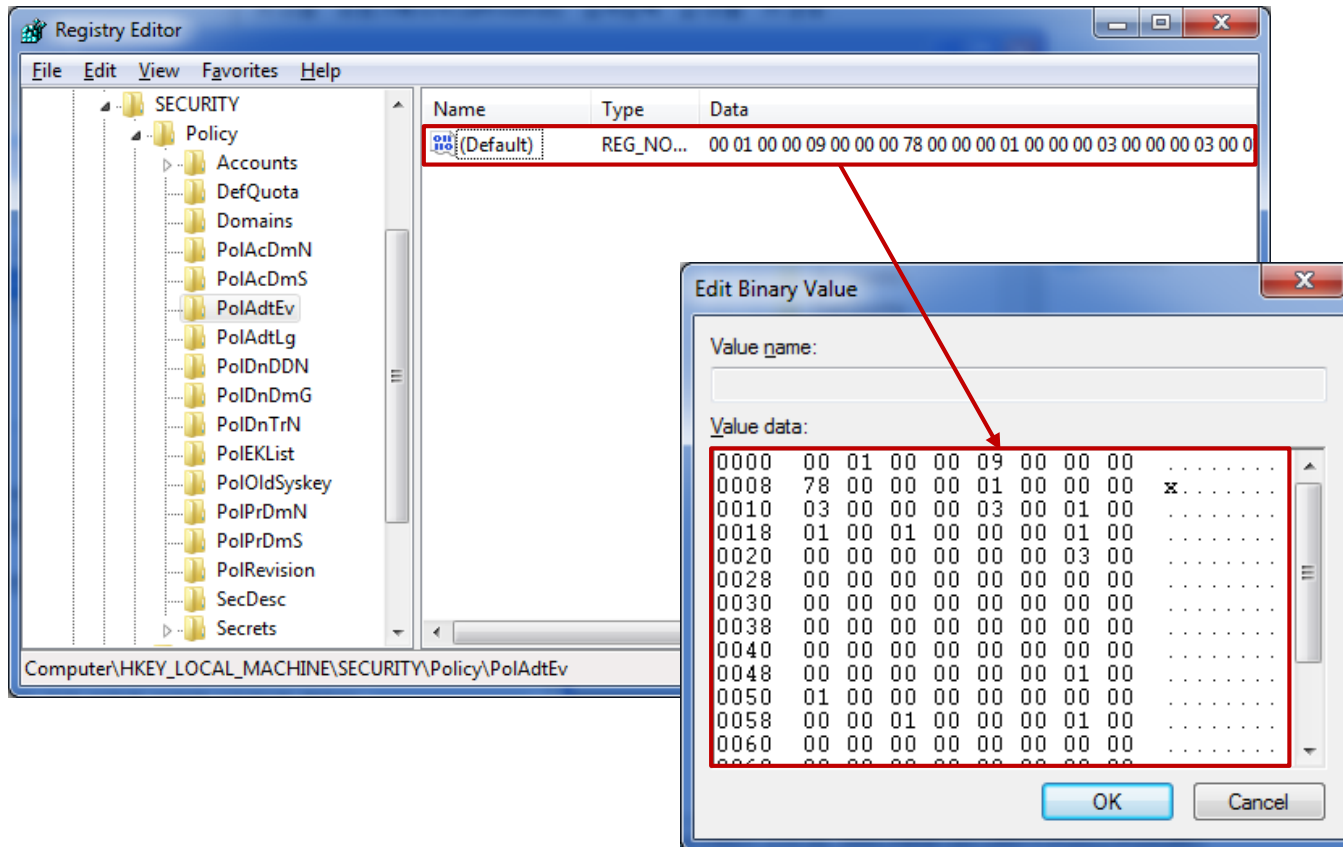 Registry Editor
File Edit View Favorites Help
SECURITY
Policy
Accounts
DefQuota
Domains
PolAcDmN
PolAcDmS
PolAdtEv
PolAdtLg
PolDnDDN
PolDnDmG
PolDnTrN
PolEKList
PolOldSyskey
PolPrDmN
PolPrDmS
PolRevision
SecDesc
Secrets
Name Type Data
(Default) REG_NO... 00 01 00 00 09 00 00 00 78 00 00 00 01 00 00 00 03 00 00 00 03 00 0
Computer\HKEY_LOCAL_MACHINE\SECURITY\Policy\PolAdtEv
Edit Binary Value
Value name:
Value data:
0000 00 01 00 00 09 00 00 00 ........
0008 78 00 00 00 01 00 00 00 x.......
0010 03 00 00 00 03 00 01 00 ........
0018 01 00 01 00 00 00 01 00 ........
0020 00 00 00 00 00 00 03 00 ........
0028 00 00 00 00 00 00 00 00 ........
0030 00 00 00 00 00 00 00 00 ........
0038 00 00 00 00 00 00 00 00 ........
0040 00 00 00 00 00 00 00 00 ........
0048 00 00 00 00 00 00 01 00 ........
0050 01 00 00 00 00 00 00 00 ........
0058 00 00 01 00 00 00 01 00 ........
0060 00 00 00 00 00 00 00 00 ........
OK Cancel